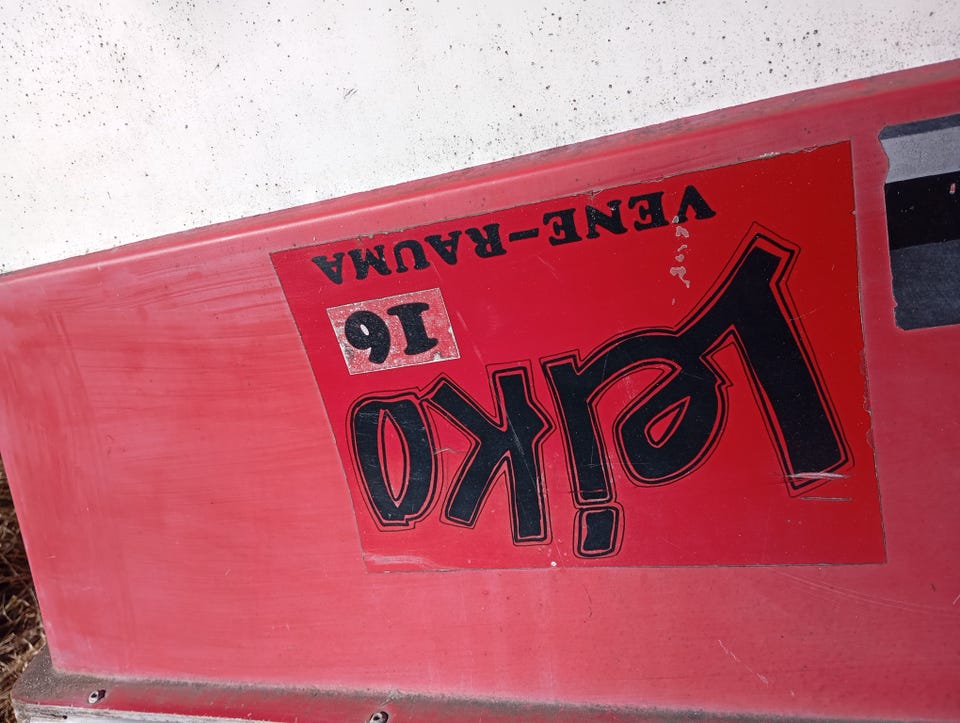 Leiko
16
VENE-RAUMA